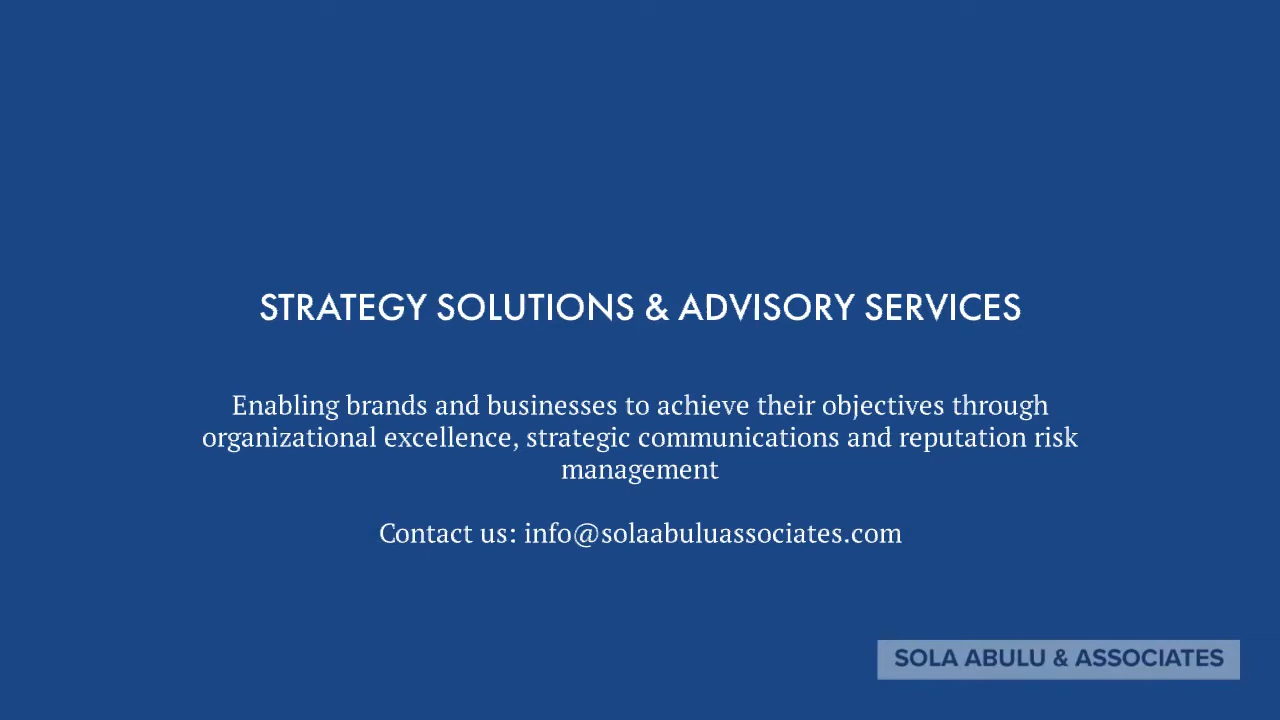 STRATEGY SOLUTIONS & ADVISORY SERVICES
Enabling brands and businesses to achieve their objectives through
organizational excellence, strategic communications and reputation risk
management
Contact us: info@solaabuluassociates.com
SOLA ABULU & ASSOCIATES